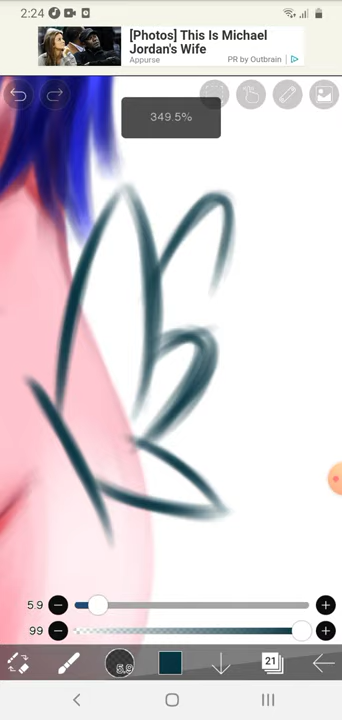 2:24
[Photos] This Is Michael
Jordan's Wife
Appurse
PR by Outbrain
349.5%
5.9
99
5.9
21